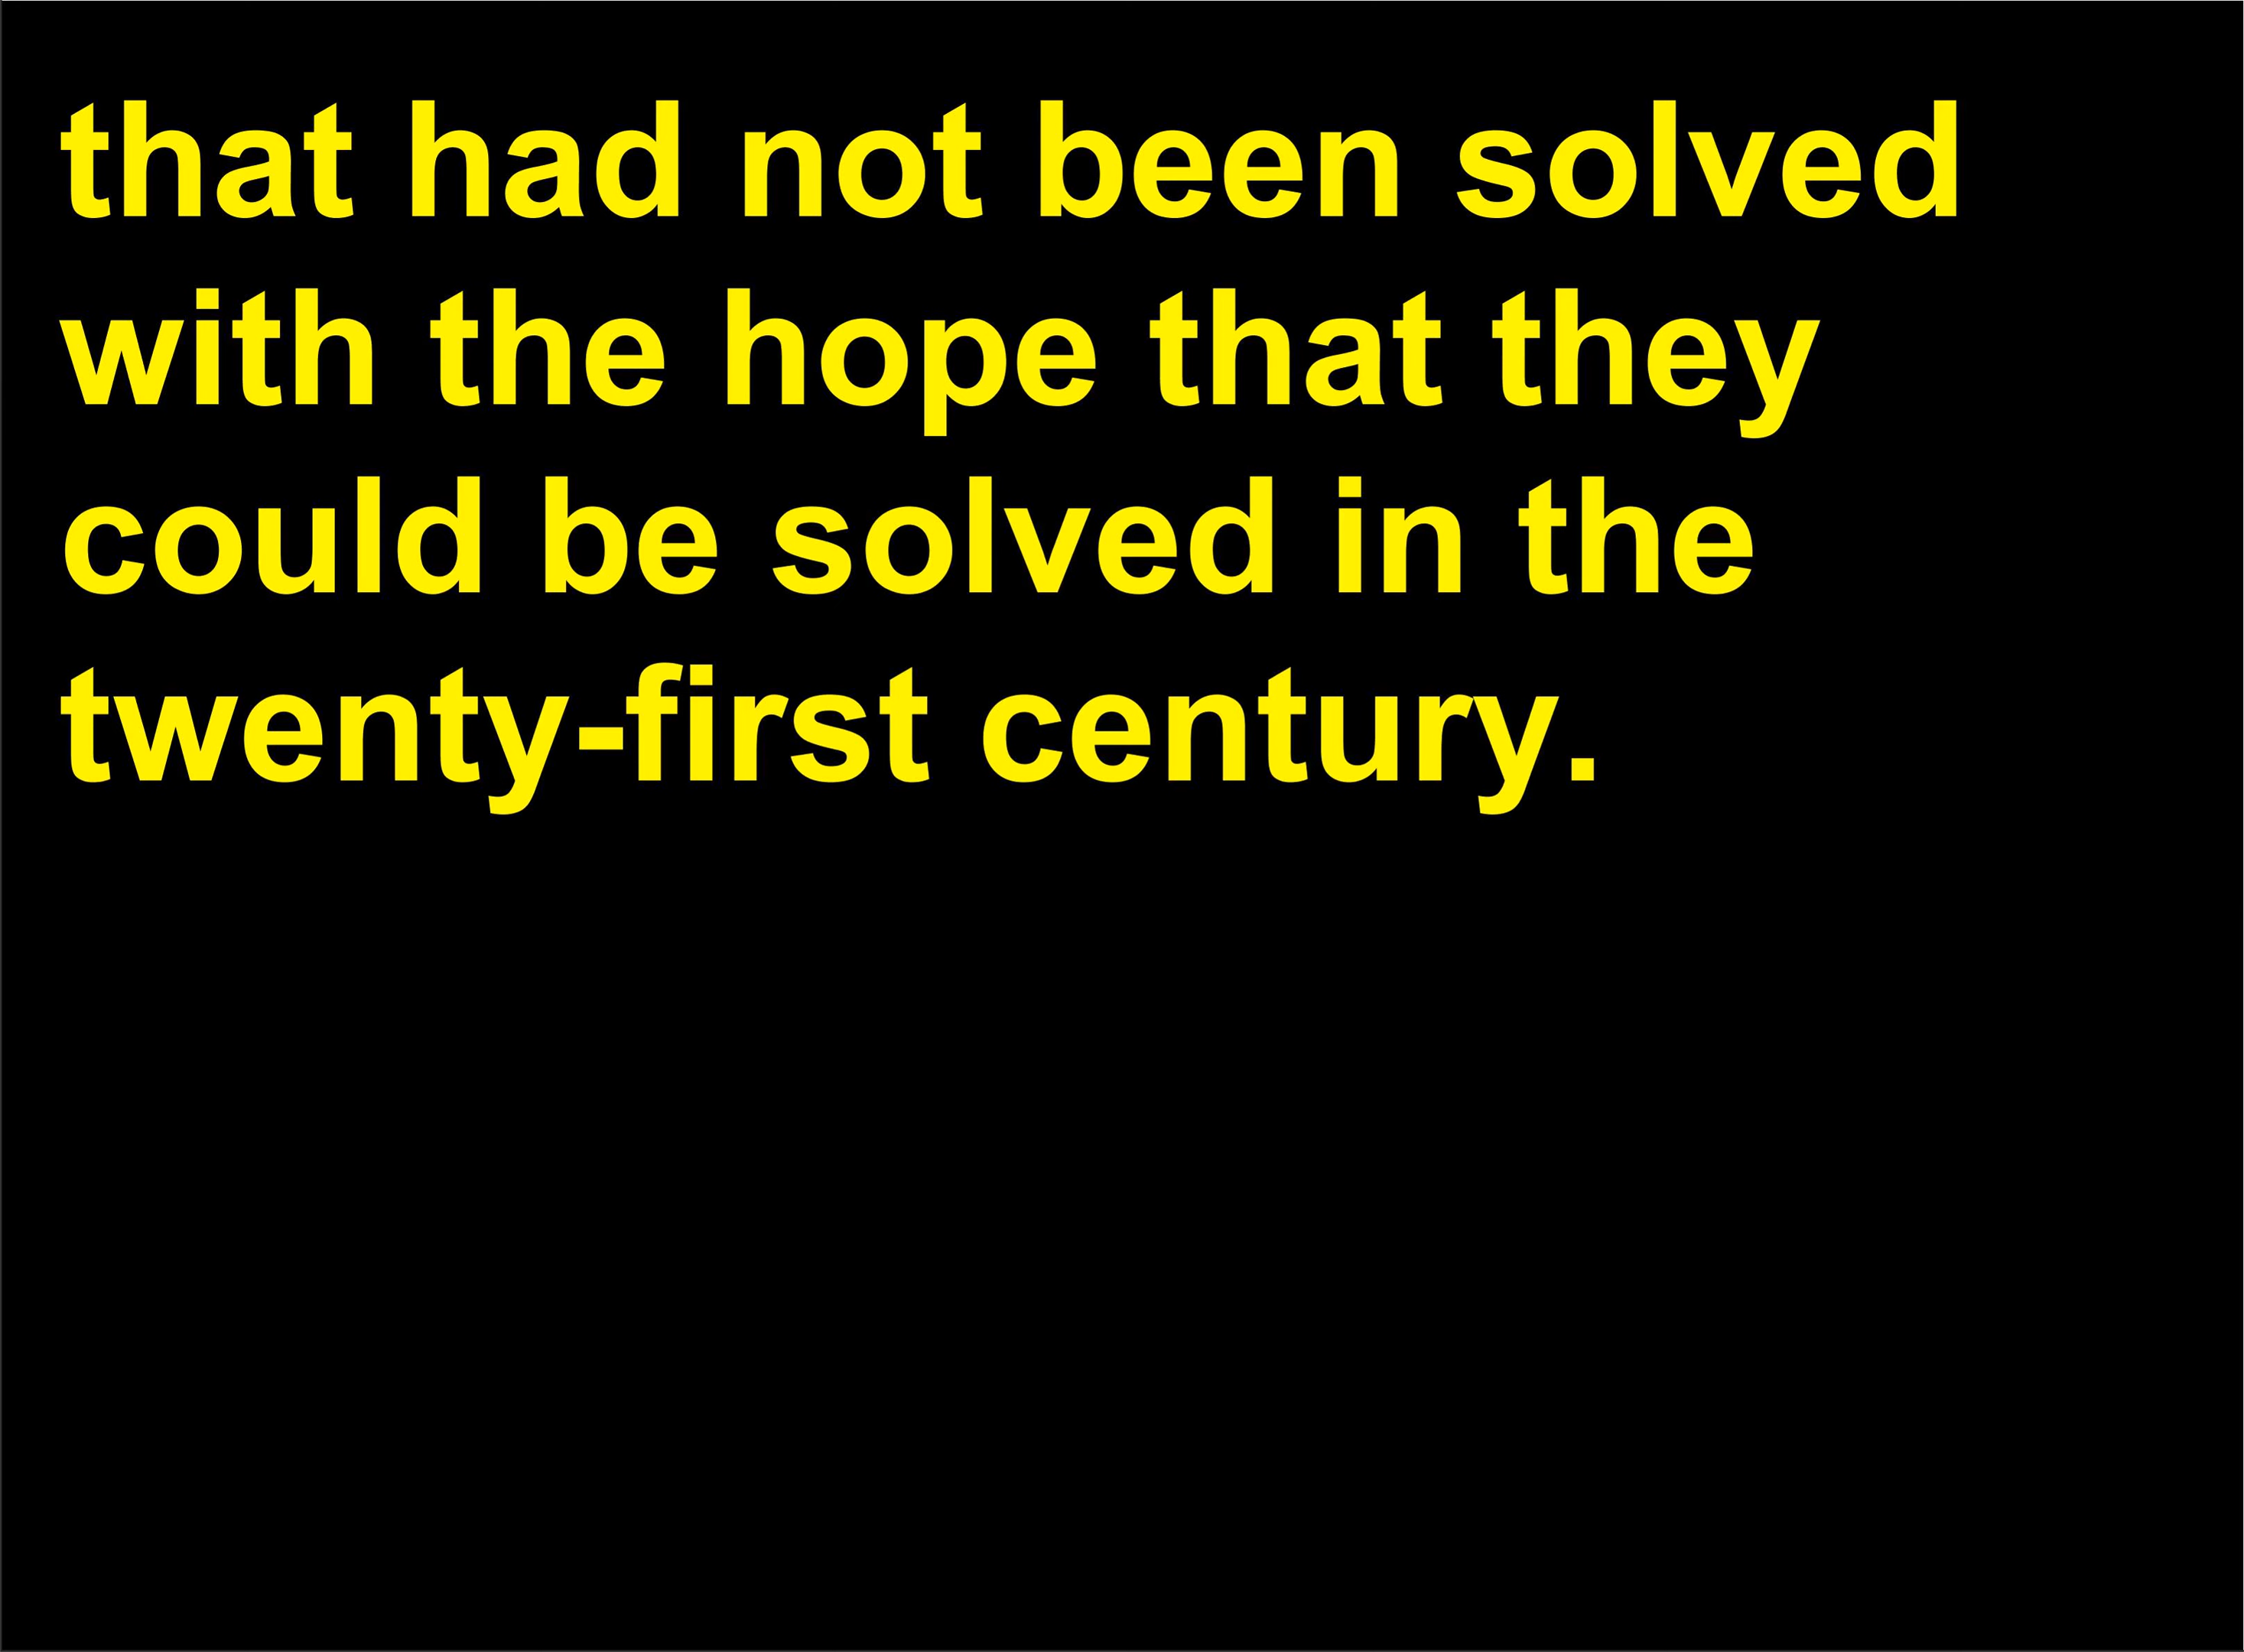 that had not been solved
with the hope that they
could be solved in the
twenty-first century.